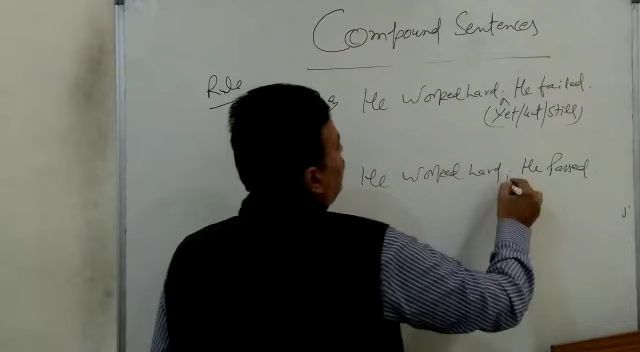 Compound Sentences
Rule
He worked hard. He failed.
(yet/but/still)
He worked hard. He Passed